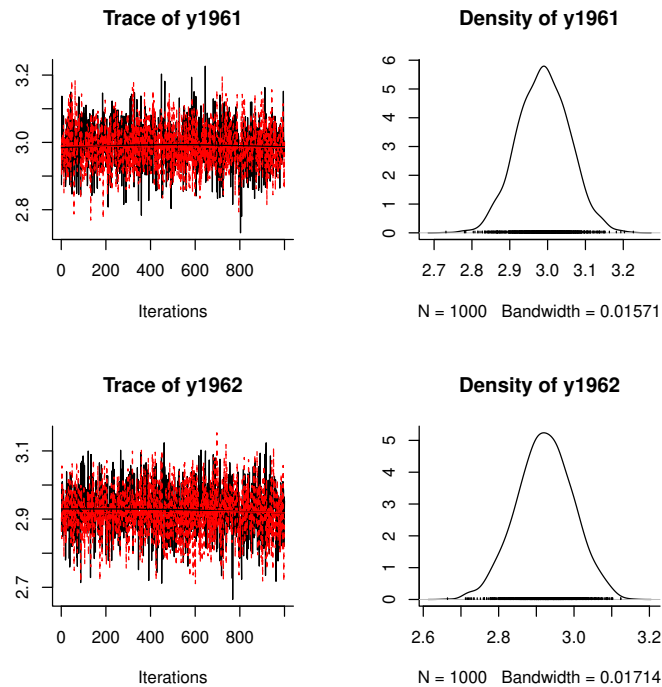 Trace of y1961
Density of y1961
3.2
3.0
2.8
0 200 400 600 800
Iterations
6
5
4
3
2
1
0
2.7 2.8 2.9 3.0 3.1 3.2
N = 1000 Bandwidth = 0.01571
Trace of y1962
Density of y1962
3.1
2.9
2.7
0 200 400 600 800
Iterations
5
4
3
2
1
0
2.6 2.8 3.0 3.2
N = 1000 Bandwidth = 0.01714